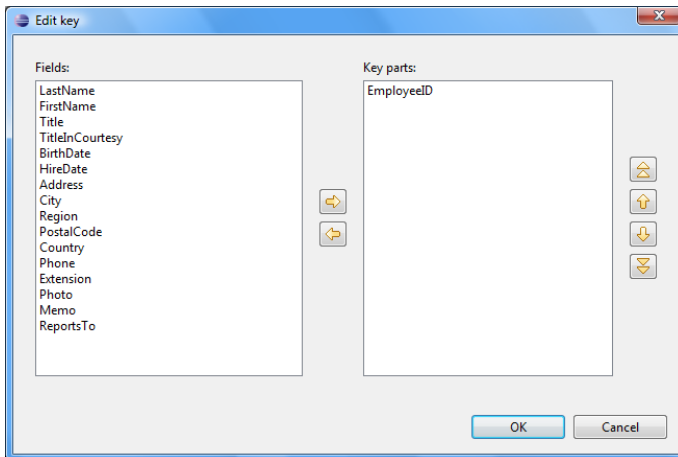 Edit key
Fields:
Key parts:
LastName
FirstName
Title
TitleInCourtesy
BirthDate
HireDate
Address
City
Region
PostalCode
Country
Phone
Extension
Photo
Memo
ReportsTo
EmployeeID
OK
Cancel